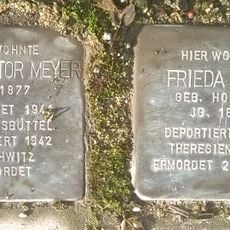 WOHNTE
TOR MEYER
1877
ET 1941
SBÜTTEL
ERT 1942
HWITZ
RDET
HIER WO
FRIEDA
GEB. HO
JG. 18
DEPORTIER
THERESIEN
ERMORDET 2